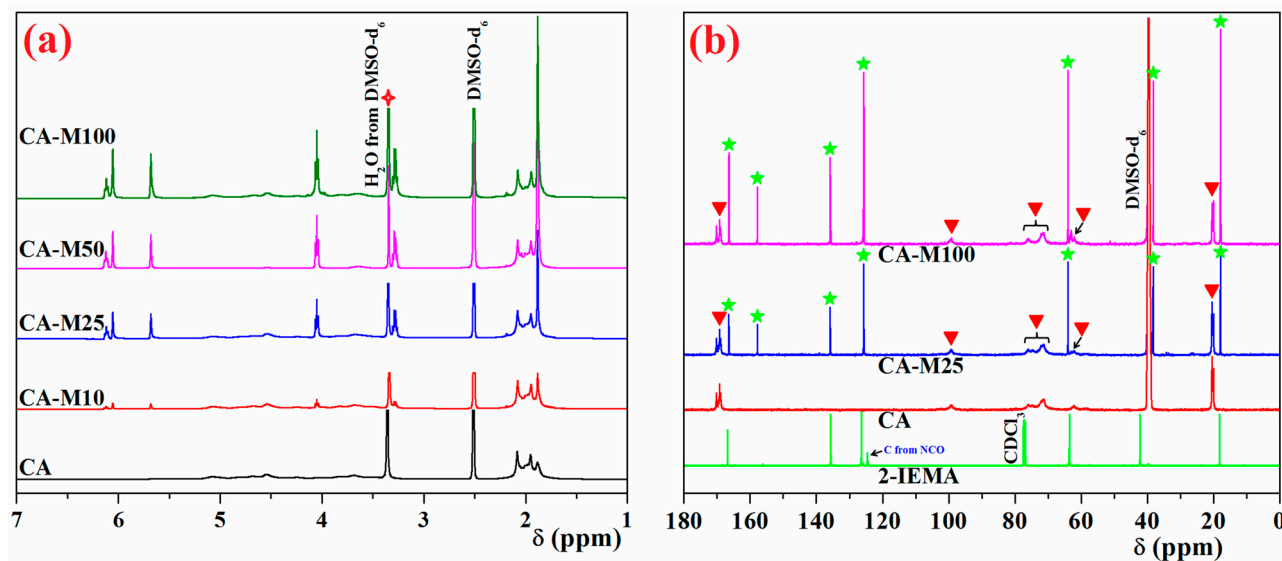 (a)
H2O from DMSO-d6
DMSO-d6
CA-M100
CA-M50
CA-M25
CA-M10
CA
7 6 5 4 3 2 1
δ (ppm)
(b)
DMSO-d6
CA-M100
CA-M25
CA
CDCl3
C from NCO
2-IEMA
180 160 140 120 100 80 60 40 20 0
δ (ppm)